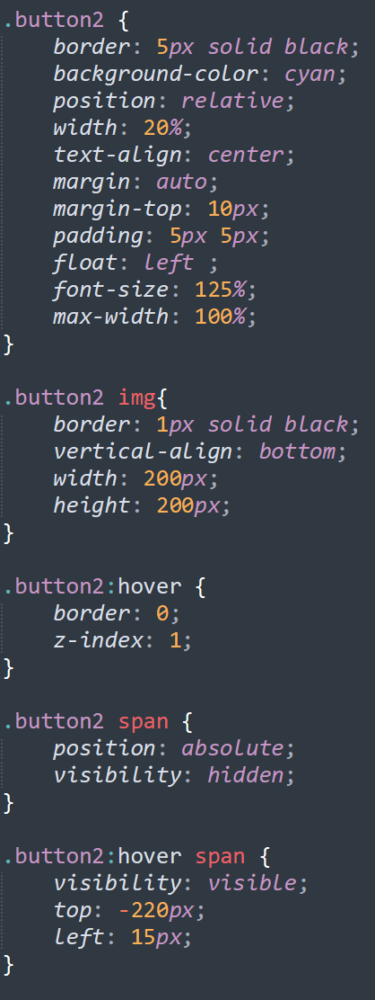 .button2 {
border: 5px solid black;
background-color: cyan;
position: relative;
width: 20%;
text-align: center;
margin: auto;
margin-top: 10px;
padding: 5px 5px;
float: left ;
font-size: 125%;
max-width: 100%;
}
.button2 img{
border: 1px solid black;
vertical-align: bottom;
width: 200px;
height: 200px;
}
.button2:hover {
border: 0;
z-index: 1;
}
.button2 span {
position: absolute;
visibility: hidden;
}
.button2:hover span {
visibility: visible;
top: -220px;
left: 15px;
}